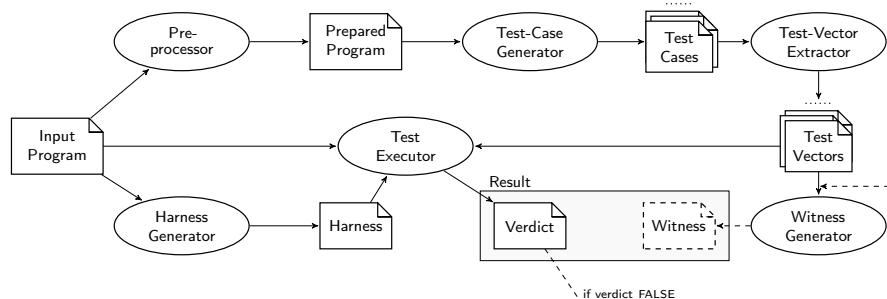 Pre-
processor
Prepared
Program
Test-Case
Generator
......
Test
Cases
Test-Vector
Extractor
Input
Program
Test
Executor
......
Test
Vectors
Harness
Generator
Harness
Result
Verdict
Witness
Witness
Generator
if verdict FALSE